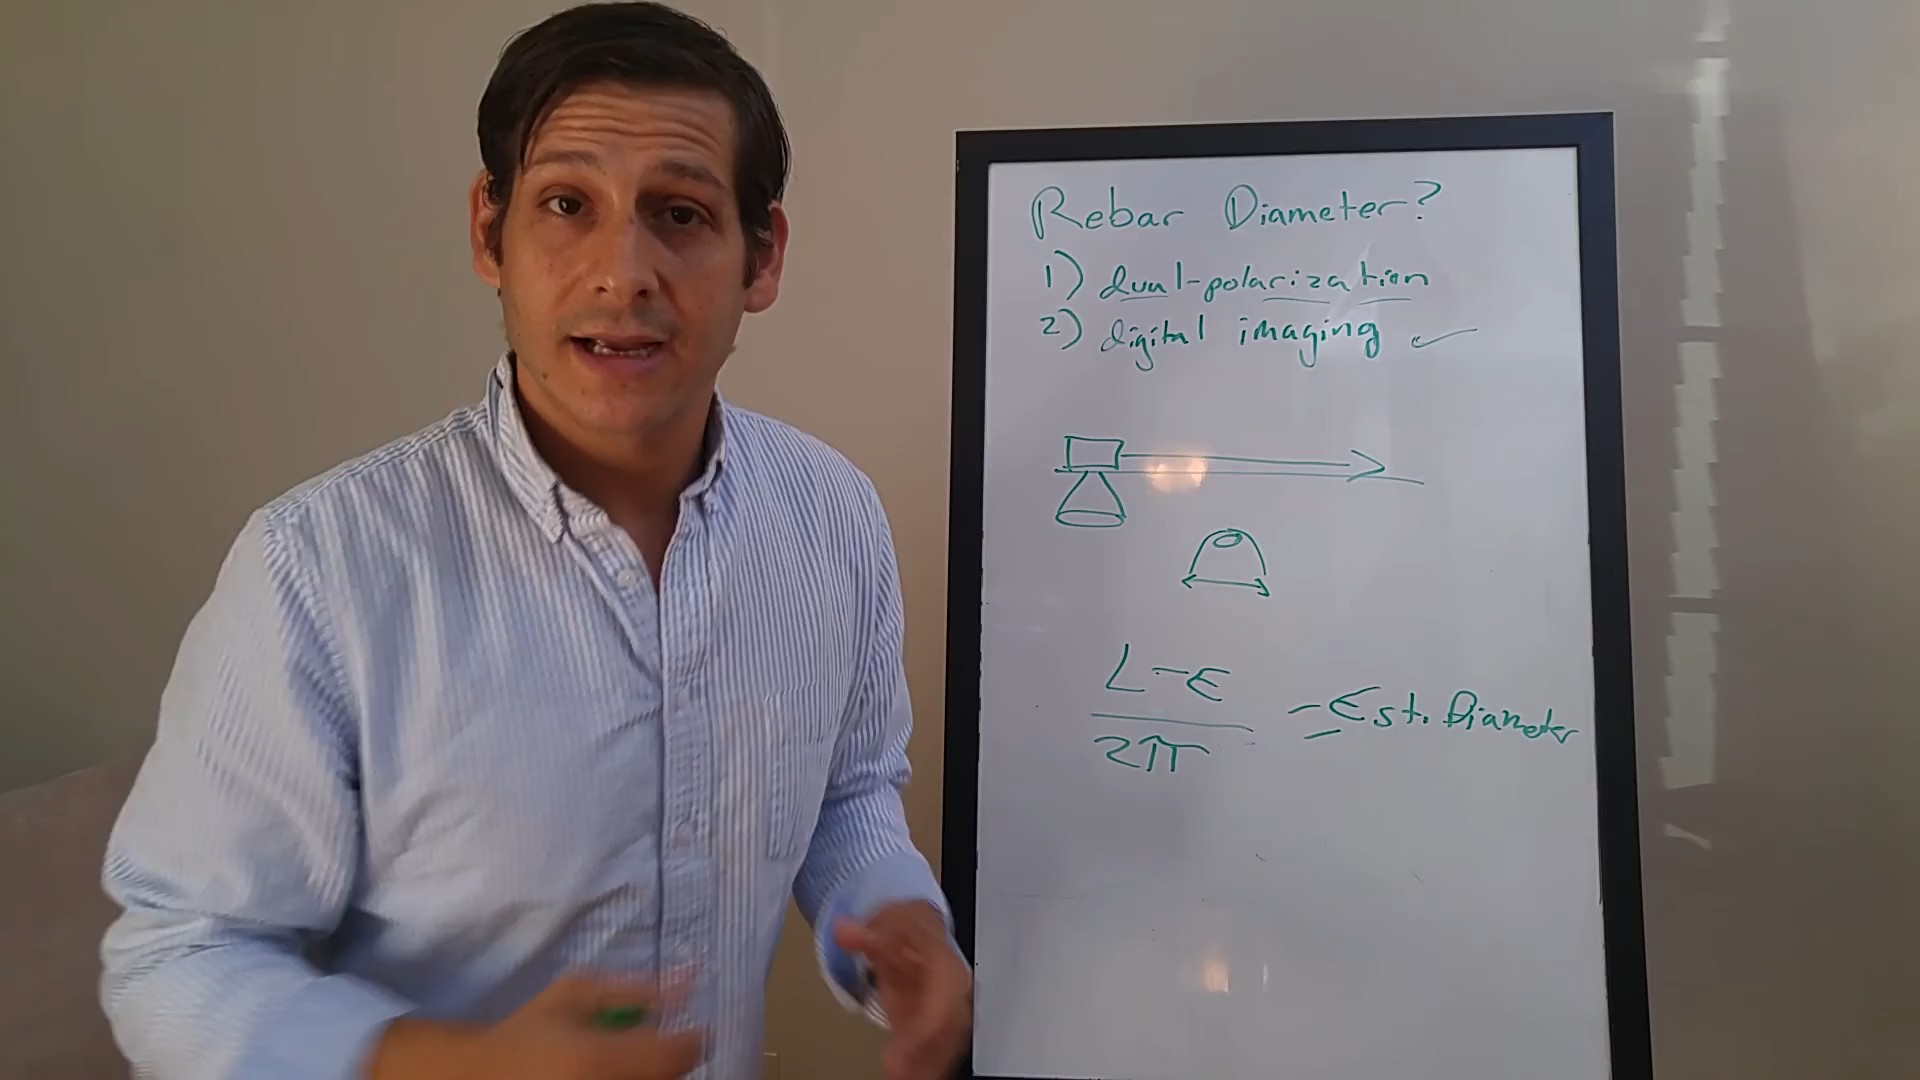 Rebar Diameter?
1) dual-polarization
2) digital imaging ✓
L-ε
2π
= Est. Diameter